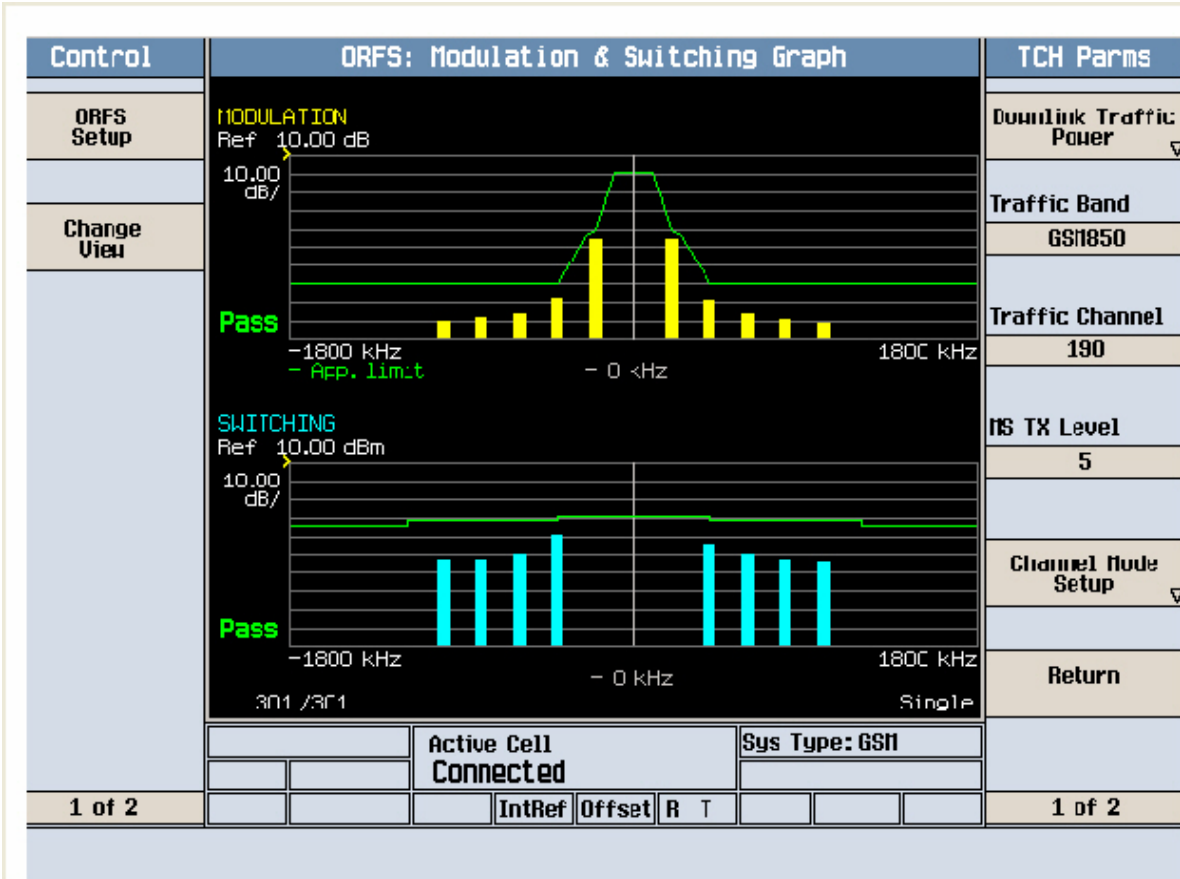 Control
ORFS: Modulation & Switching Graph
TCH Parms
ORFS
Setup
Change
View
1 of 2
MODULATION
Ref 10.00 dB
10.00
dB/
Pass
-1800 kHz
1800 kHz
- App. limit
- 0 kHz
SWITCHING
Ref 10.00 dBm
10.00
dB/
Pass
-1800 kHz
1800 kHz
- 0 kHz
301 /301
Single
Active Cell
Connected
Sys Type: GSM
IntRef
Offset
R T
Downlink Traffic
Power
Traffic Band
GSM850
Traffic Channel
190
MS TX Level
5
Channel Mode
Setup
Return
1 of 2